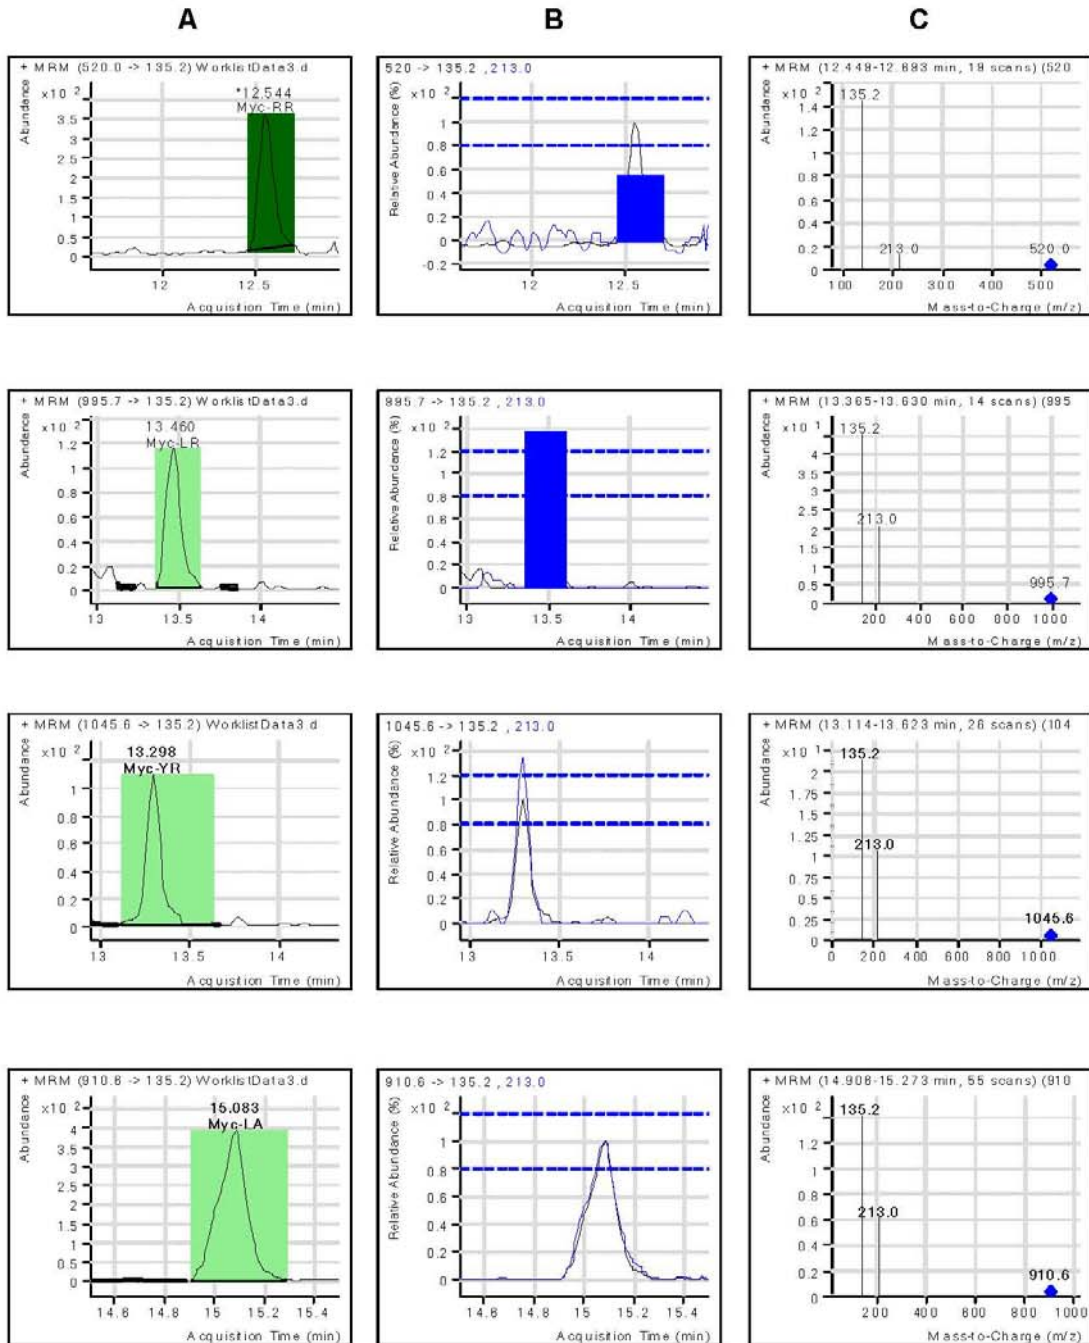 A B C
+ MRM (520.0 -> 135.2) WorklistData3.d
Abundance
x10 2
*12.544
Myc-RR
4
3.5
3
2.5
2
1.5
1
0.5
0
12 12.5
Acquisition Time (min)
520 -> 135.2 , 213.0
Relative Abundance (%)
x10 2
1.2
1
0.8
0.6
0.4
0.2
0
-0.2
12 12.5
Acquisition Time (min)
+ MRM (12.449-12.693 min, 19 scans) (520
Abundance
x10 2
135.2
1.4
1.2
1
0.8
0.6
0.4
0.2
0
213.0
520.0
100 200 300 400 500
Mass-to-Charge (m/z)
+ MRM (995.7 -> 135.2) WorklistData3.d
Abundance
x10 2
13.460
Myc-LR
1.2
1
0.8
0.6
0.4
0.2
0
13 13.5 14
Acquisition Time (min)
995.7 -> 135.2 , 213.0
Relative Abundance (%)
x10 2
1.2
1
0.8
0.6
0.4
0.2
0
13 13.5 14
Acquisition Time (min)
+ MRM (13.365-13.630 min, 14 scans) (995
Abundance
x10 1
135.2
4
3.5
3
2.5
2
1.5
1
0.5
0
213.0
995.7
200 400 600 800 1000
Mass-to-Charge (m/z)
+ MRM (1045.6 -> 135.2) WorklistData3.d
Abundance
x10 2
13.298
Myc-YR
1
0.8
0.6
0.4
0.2
0
13 13.5 14
Acquisition Time (min)
1045.6 -> 135.2 , 213.0
Relative Abundance (%)
x10 2
1.2
1
0.8
0.6
0.4
0.2
0
13 13.5 14
Acquisition Time (min)
+ MRM (13.114-13.623 min, 26 scans) (104
Abundance
x10 1
135.2
2
1.75
1.5
1.25
1
0.75
0.5
0.25
0
213.0
1045.6
0 200 400 600 800 1000
Mass-to-Charge (m/z)
+ MRM (910.6 -> 135.2) WorklistData3.d
Abundance
x10 2
15.083
Myc-LA
4
3.5
3
2.5
2
1.5
1
0.5
0
14.6 14.8 15 15.2 15.4
Acquisition Time (min)
910.6 -> 135.2 , 213.0
Relative Abundance (%)
x10 2
1
0.8
0.6
0.4
0.2
0
14.6 14.8 15 15.2 15.4
Acquisition Time (min)
+ MRM (14.906-15.273 min, 55 scans) (910
Abundance
x10 2
135.2
1.2
1
0.8
0.6
0.4
0.2
0
213.0
910.6
200 400 600 800 1000
Mass-to-Charge (m/z)